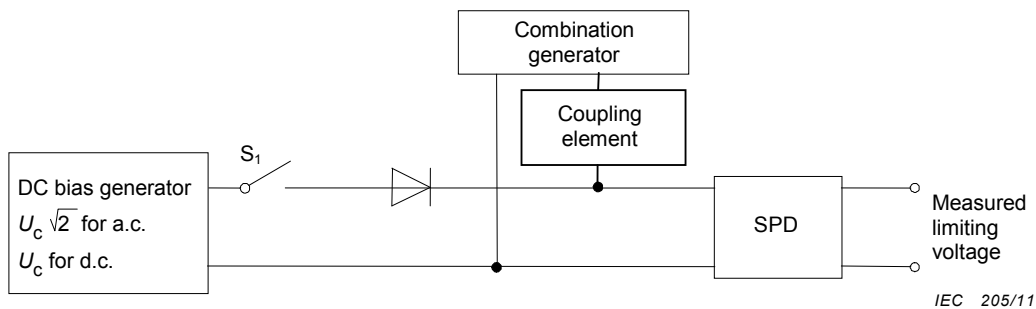 Combination
generator
Coupling
element
S1
DC bias generator
Uc √2 for a.c.
Uc for d.c.
SPD
Measured
limiting
voltage
IEC 205/11